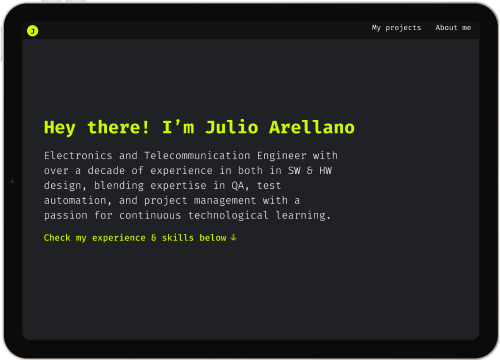 J
My projects About me
Hey there! I’m Julio Arellano
Electronics and Telecommunication Engineer with
over a decade of experience in both in SW & HW
design, blending expertise in QA, test
automation, and project management with a
passion for continuous technological learning.
Check my experience & skills below ↓